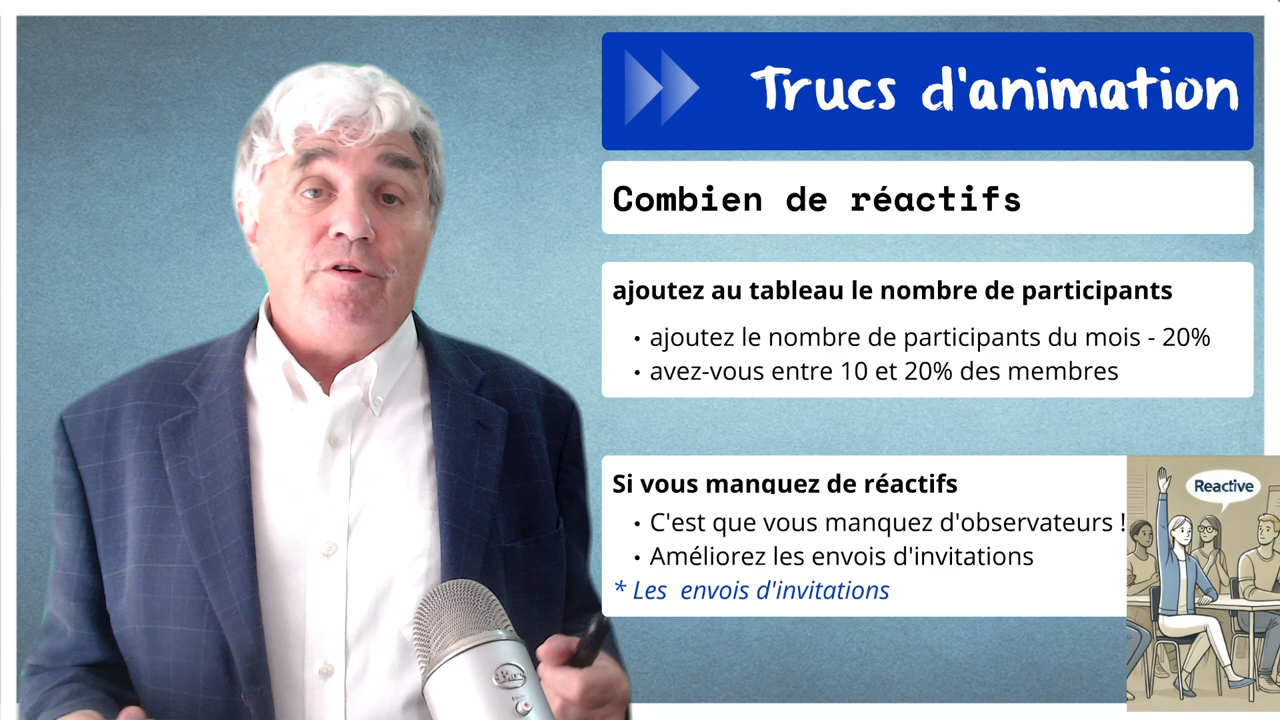 Trucs d'animation
Combien de réactifs
ajoutez au tableau le nombre de participants
• ajoutez le nombre de participants du mois - 20%
• avez-vous entre 10 et 20% des membres
Si vous manquez de réactifs
• C'est que vous manquez d'observateurs !
• Améliorez les envois d'invitations
* Les envois d'invitations
Reactive